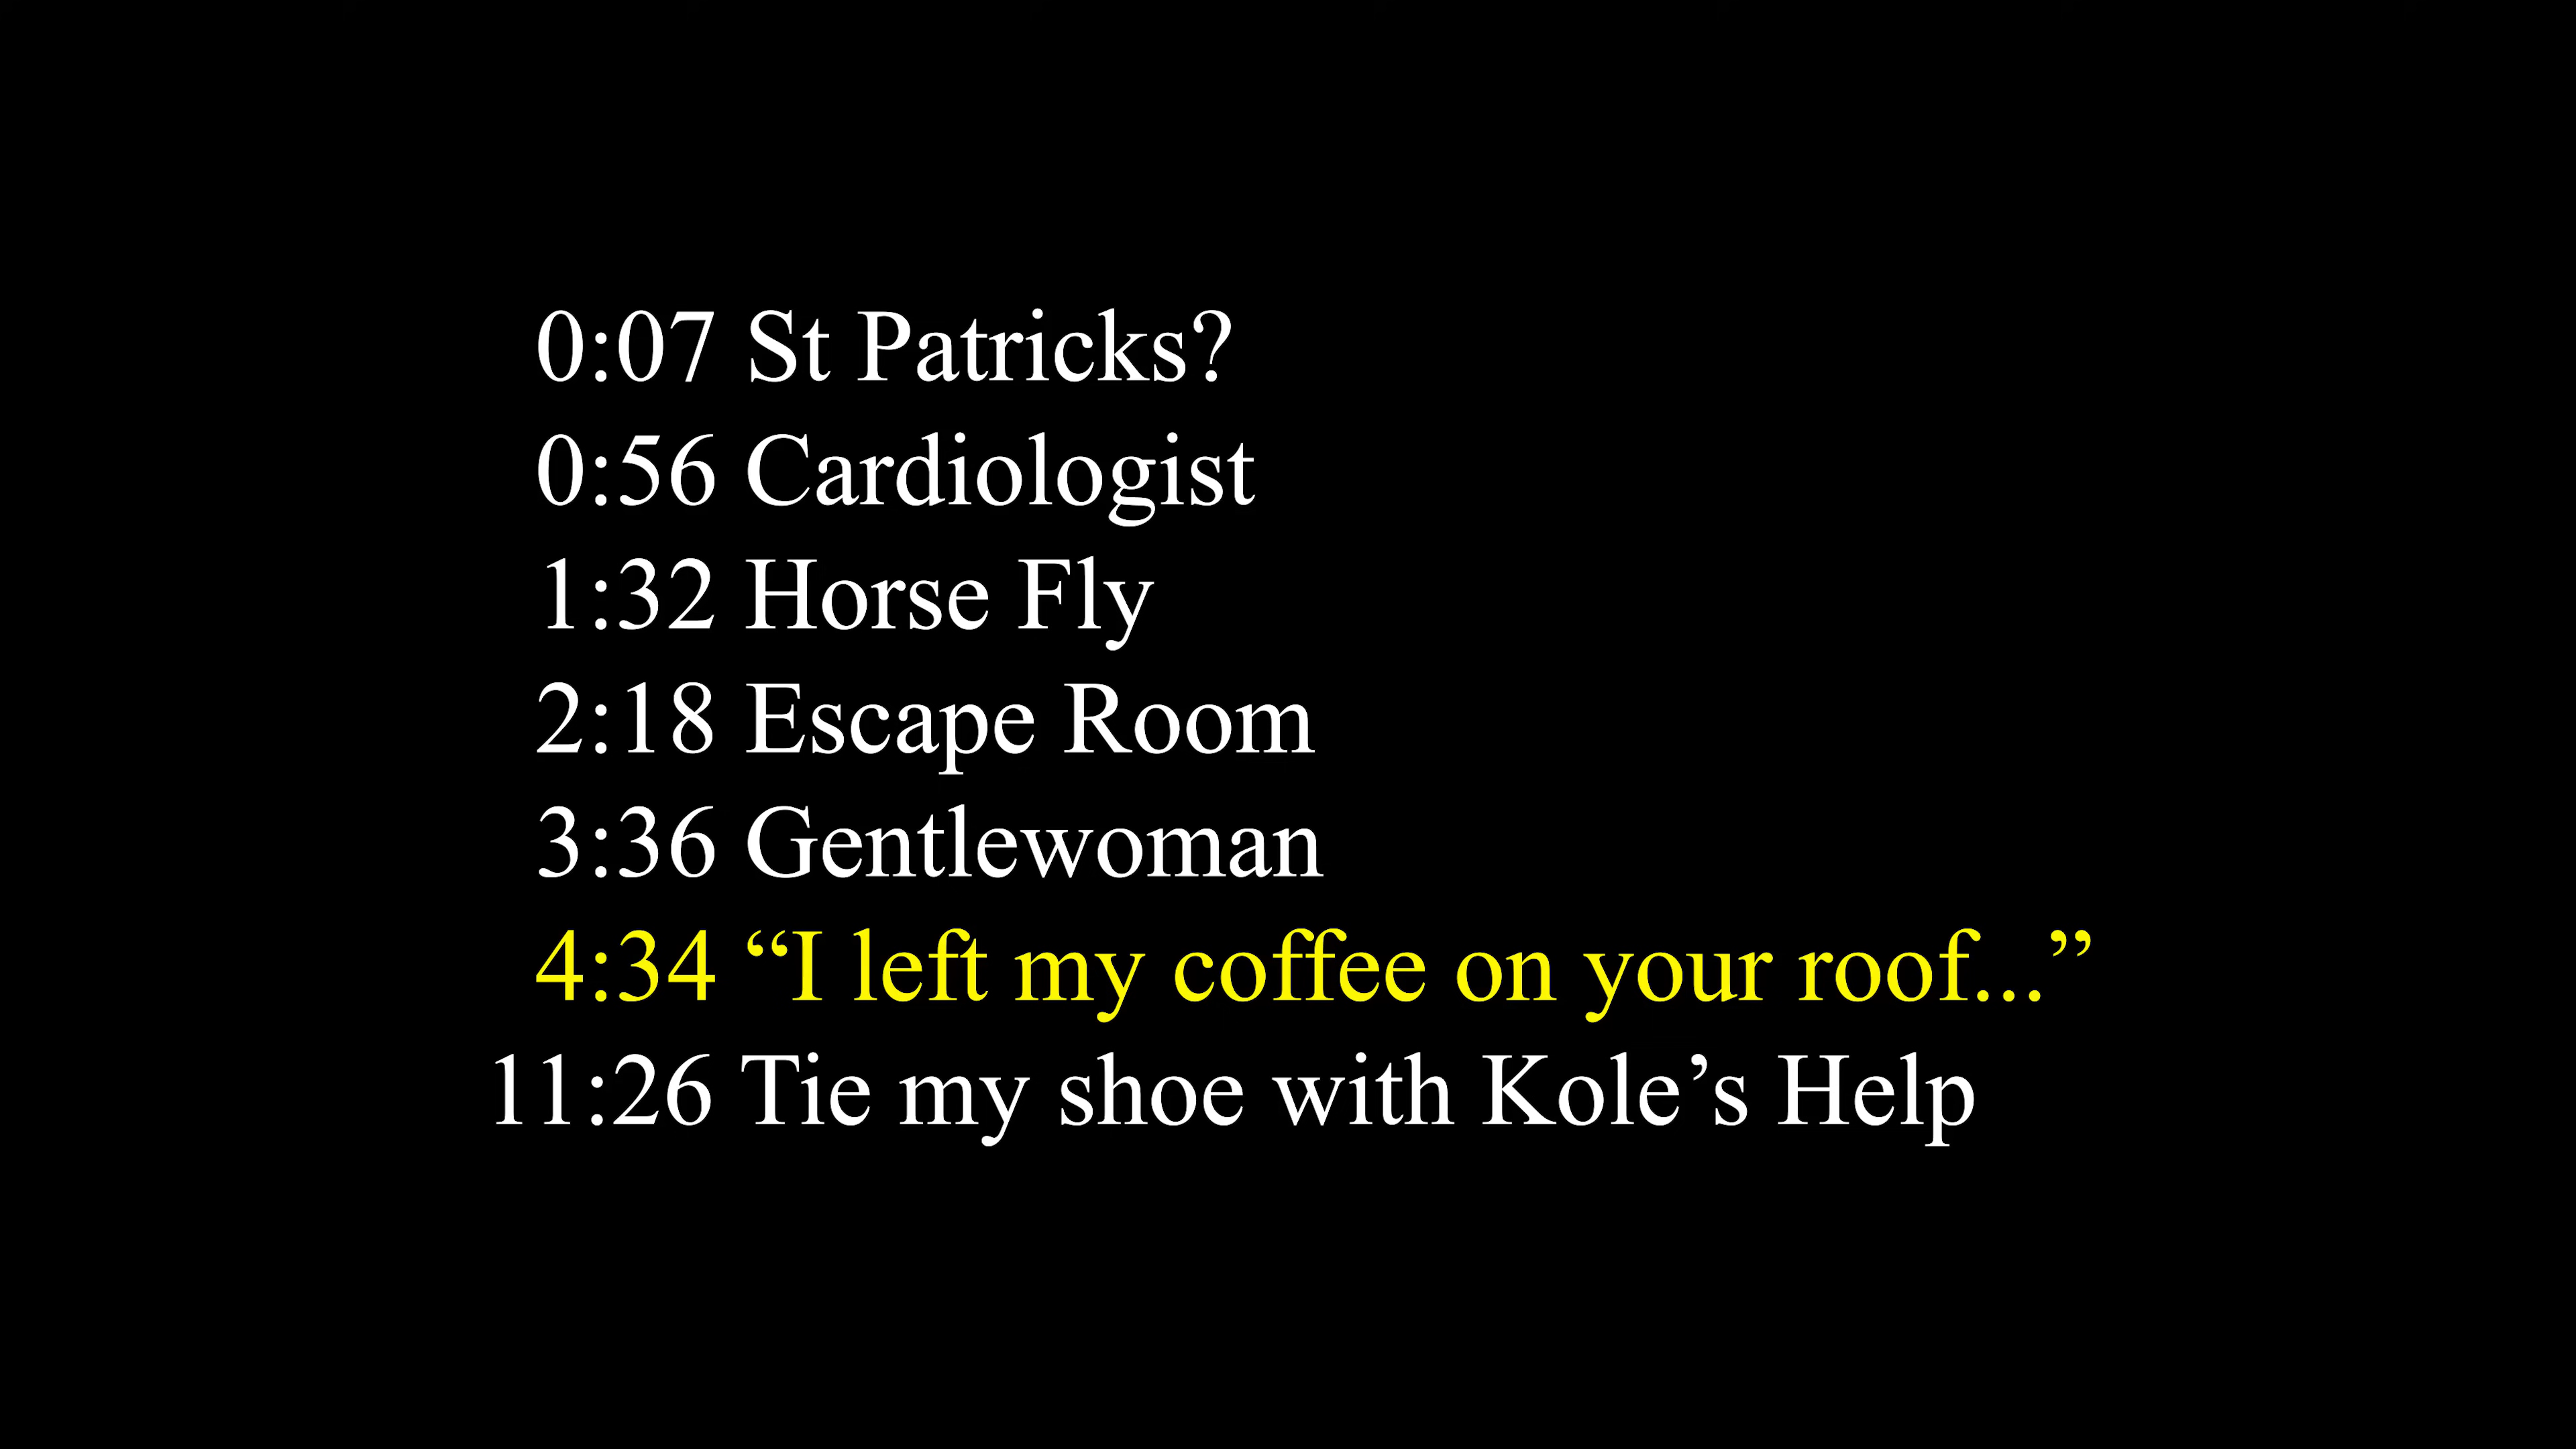 0:07 St Patricks?
0:56 Cardiologist
1:32 Horse Fly
2:18 Escape Room
3:36 Gentlewoman
4:34 “I left my coffee on your roof...”
11:26 Tie my shoe with Kole’s Help